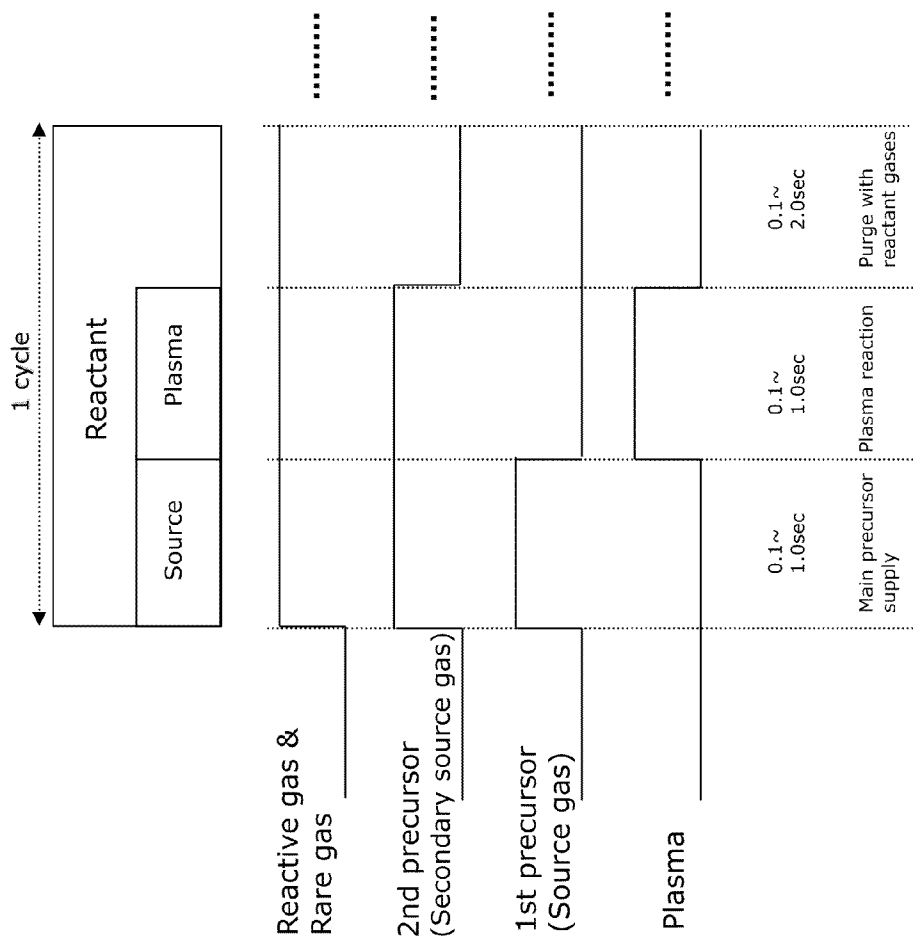 1 cycle
Reactant
Source
Plasma
Reactive gas &
Rare gas
2nd precursor
(Secondary source gas)
1st precursor
(Source gas)
Plasma
0.1~
1.0sec
0.1~
1.0sec
0.1~
2.0sec
Main precursor
supply
Plasma reaction
Purge with
reactant gases